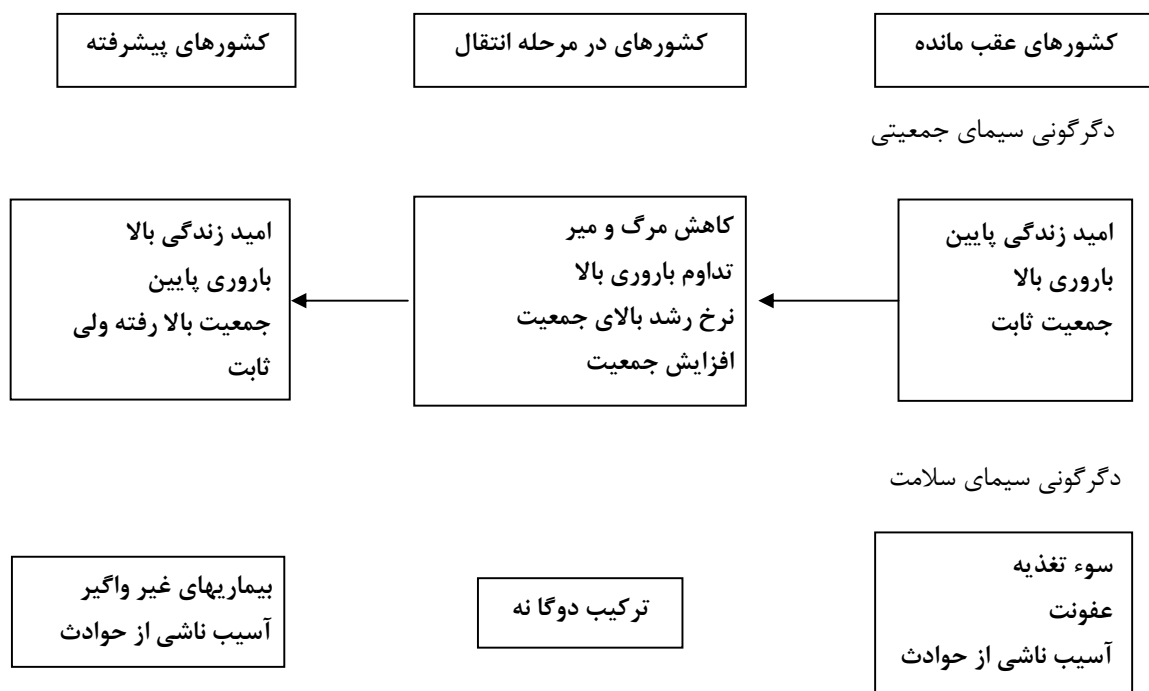 کشورهای عقب مانده
کشورهای در مرحله انتقال
کشورهای پیشرفته
دگرگونی سیمای جمعیتی
امید زندگی پایین
باروری بالا
جمعیت ثابت
کاهش مرگ و میر
تداوم باروری بالا
نرخ رشد بالای جمعیت
افزایش جمعیت
امید زندگی بالا
باروری پایین
جمعیت بالا رفته ولی
ثابت
دگرگونی سیمای سلامت
سوء تغذیه
عفونت
آسیب ناشی از حوادث
ترکیب دوگا نه
بیماریهای غیر واگیر
آسیب ناشی از حوادث